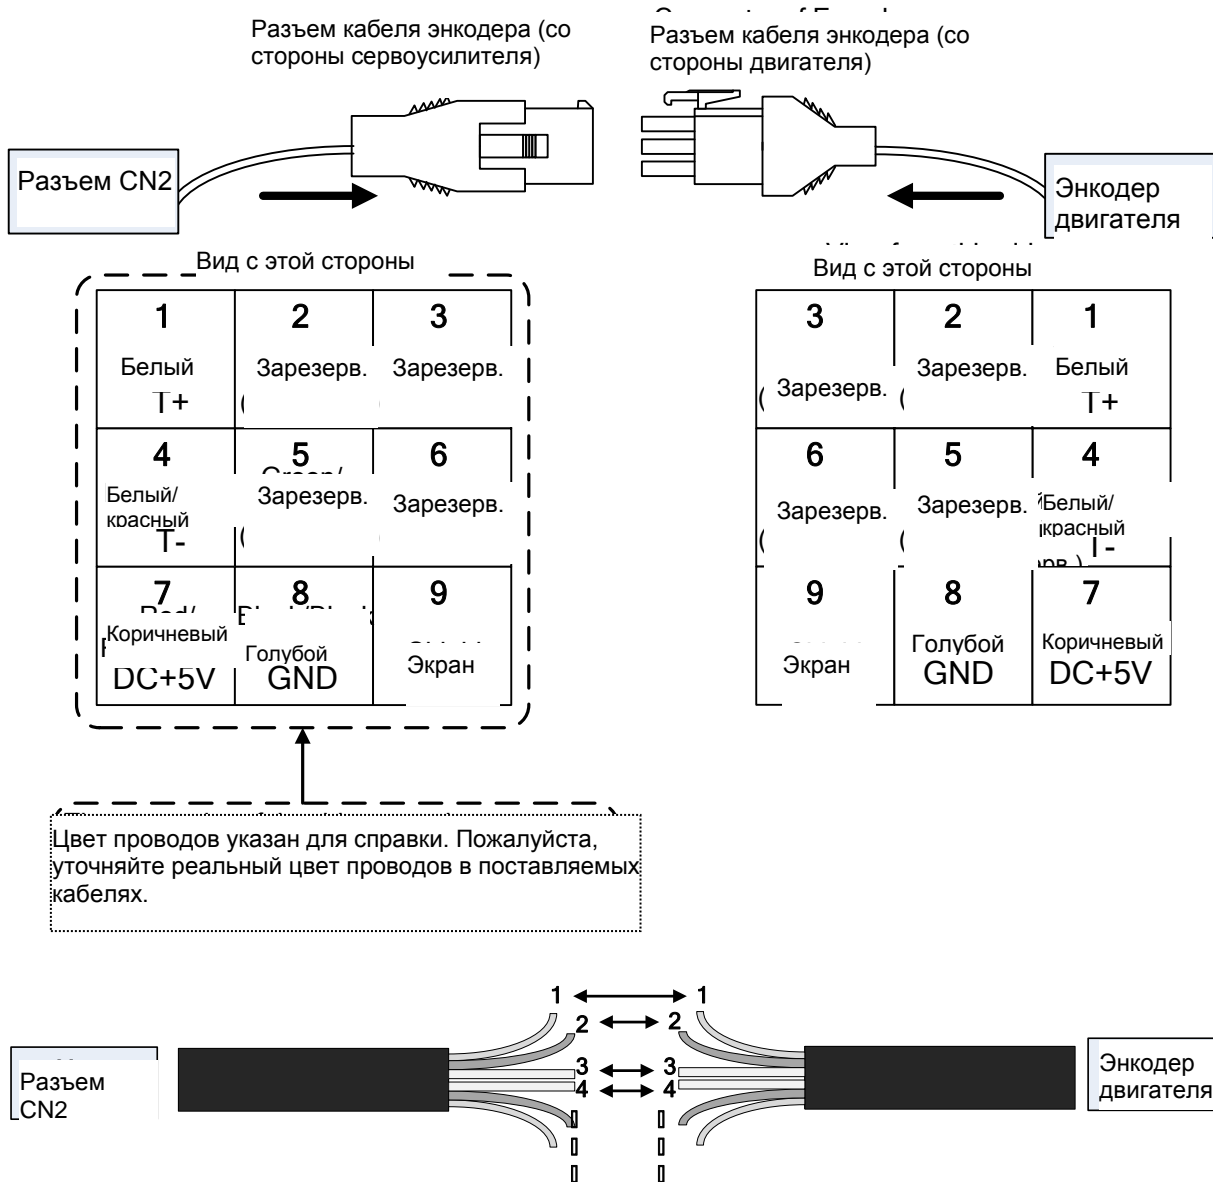 Разъем кабеля энкодера (со
стороны сервоусилителя)
Разъем кабеля энкодера (со
стороны двигателя)
Разъем CN2
Энкодер
двигателя
Вид с этой стороны
1 2 3
Белый Зарезерв. Зарезерв.
T+
4 5 6
Белый/
красный Зарезерв. Зарезерв.
T-
7 8 9
Коричневый Голубой Экран
DC+5V GND
Вид с этой стороны
3 2 1
Зарезерв. Зарезерв. Белый
T+
6 5 4
Зарезерв. Зарезерв. Белый/
красный
T-
9 8 7
Экран Голубой Коричневый
GND DC+5V
Цвет проводов указан для справки. Пожалуйста,
уточняйте реальный цвет проводов в поставляемых
кабелях.
1 1
2 2
3 3
4 4
Разъем
CN2
Энкодер
двигателя